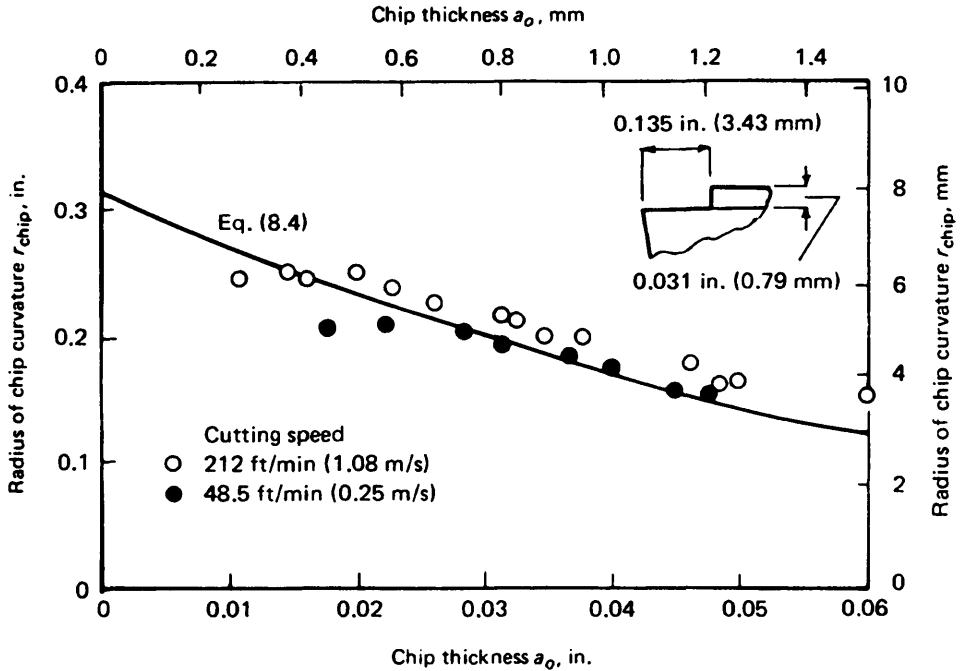 Chip thickness a₀, mm
0 0.2 0.4 0.6 0.8 1.0 1.2 1.4
0.4
0.3
0.2
0.1
0
Radius of chip curvature r_chip, in.
10
8
6
4
2
0
Radius of chip curvature r_chip, mm
0.135 in. (3.43 mm)
0.031 in. (0.79 mm)
Eq. (8.4)
Cutting speed
212 ft/min (1.08 m/s)
48.5 ft/min (0.25 m/s)
0 0.01 0.02 0.03 0.04 0.05 0.06
Chip thickness a₀, in.